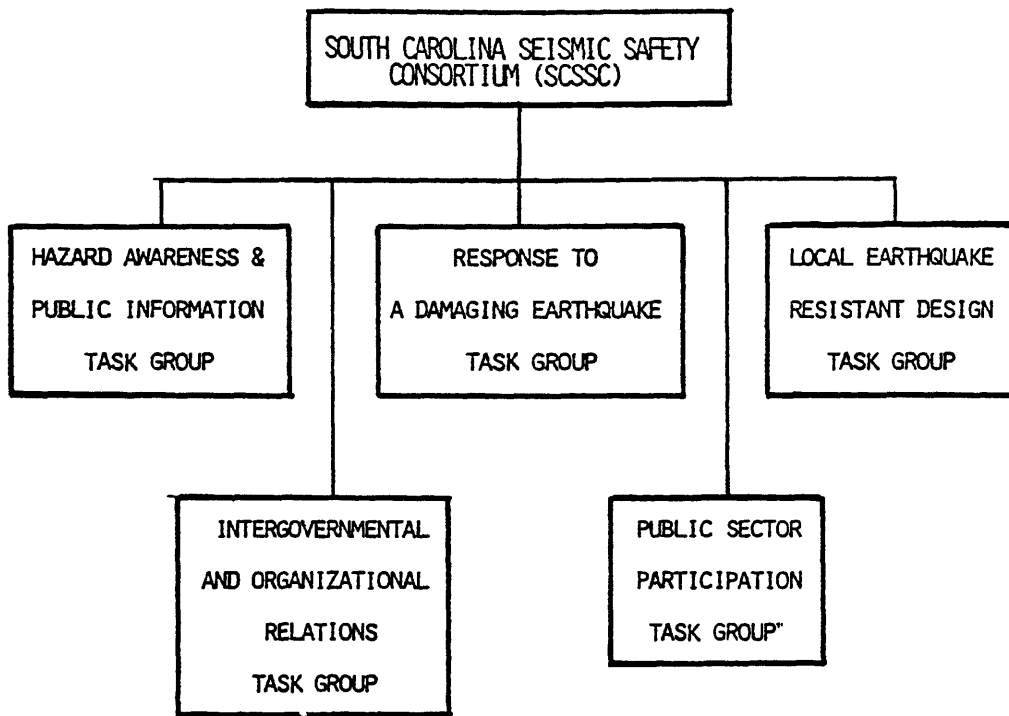 SOUTH CAROLINA SEISMIC SAFETY
CONSORTIUM (SCSSC)
HAZARD AWARENESS &
PUBLIC INFORMATION
TASK GROUP
RESPONSE TO
A DAMAGING EARTHQUAKE
TASK GROUP
LOCAL EARTHQUAKE
RESISTANT DESIGN
TASK GROUP
INTERGOVERNMENTAL
AND ORGANIZATIONAL
RELATIONS
TASK GROUP
PUBLIC SECTOR
PARTICIPATION
TASK GROUP"